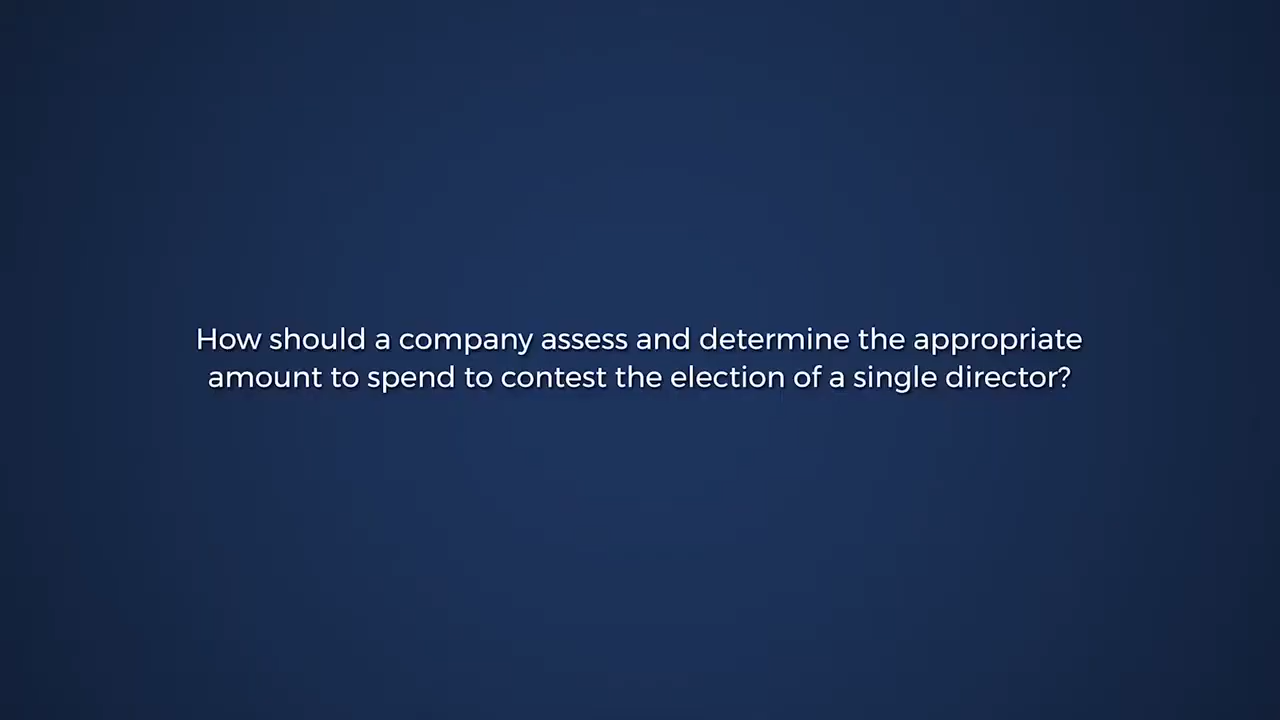 How should a company assess and determine the appropriate
amount to spend to contest the election of a single director?